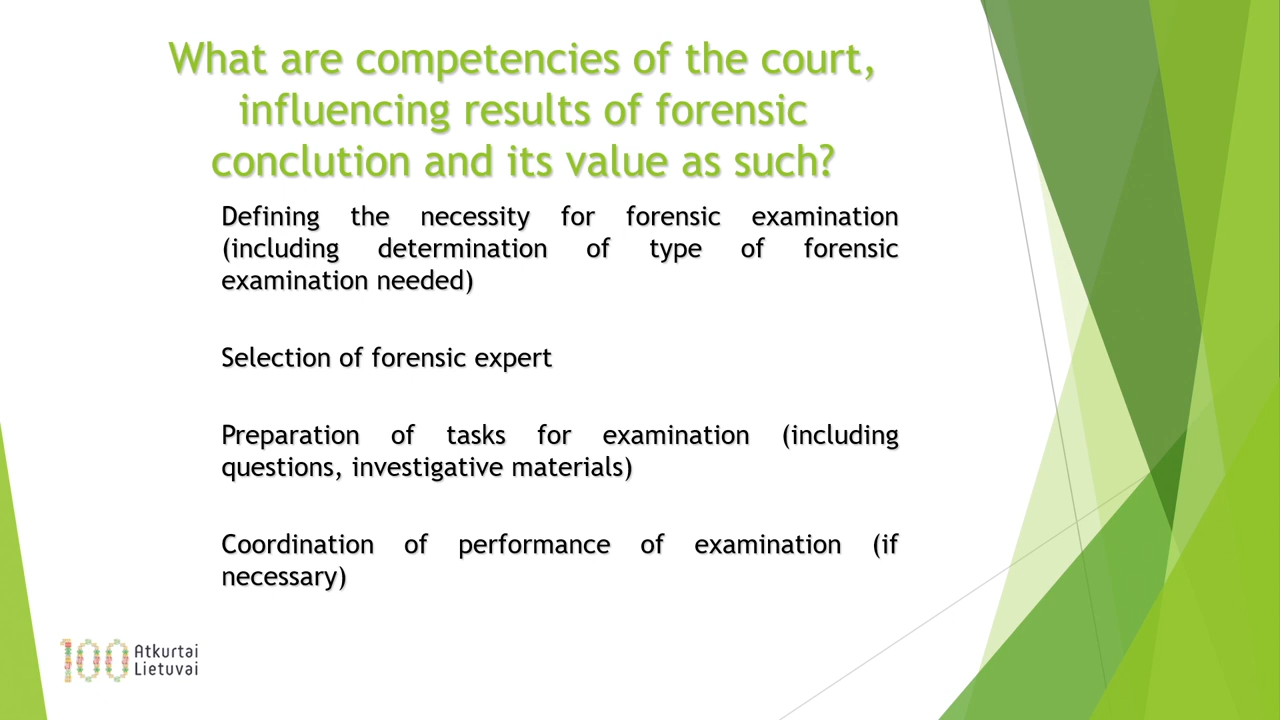 What are competencies of the court,
influencing results of forensic
conclution and its value as such?
Defining the necessity for forensic examination
(including determination of type of forensic
examination needed)
Selection of forensic expert
Preparation of tasks for examination (including
questions, investigative materials)
Coordination of performance of examination (if
necessary)
100 Atkurtai
Lietuvai